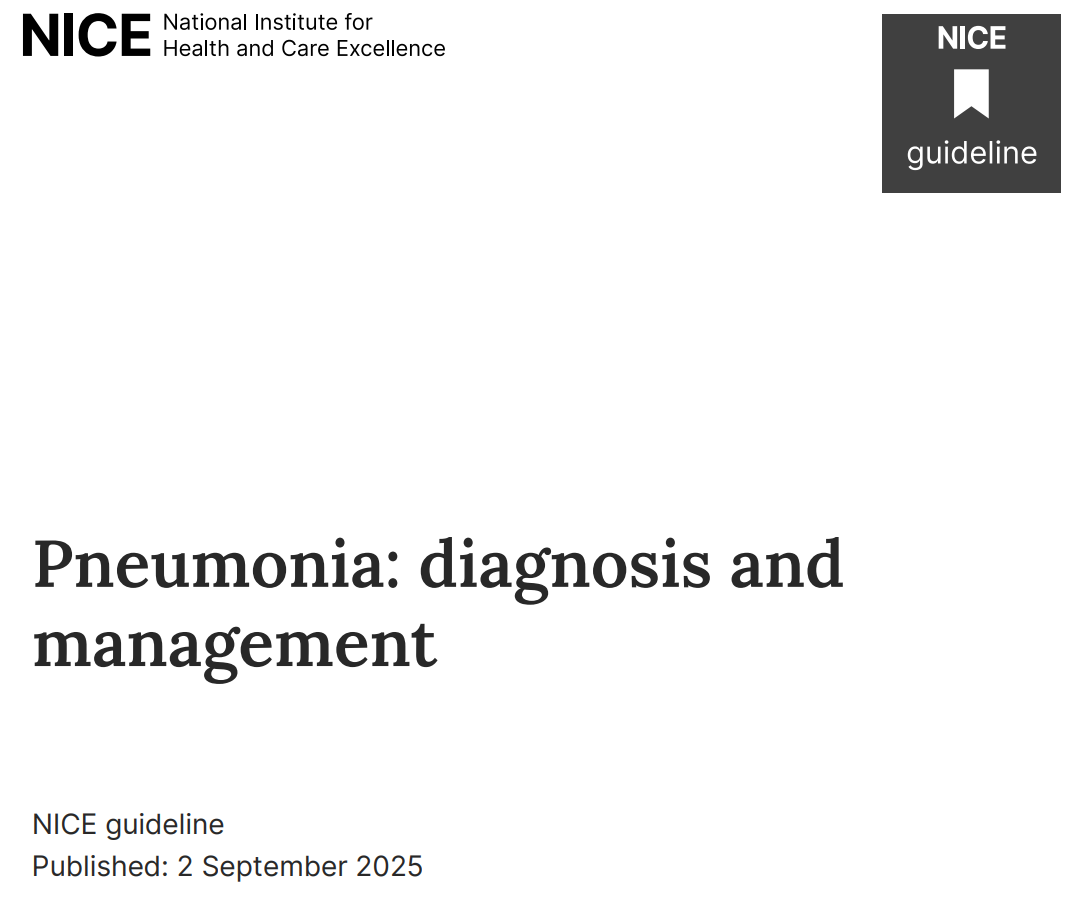 NICE National Institute for
Health and Care Excellence
NICE
guideline
Pneumonia: diagnosis and
management
NICE guideline
Published: 2 September 2025